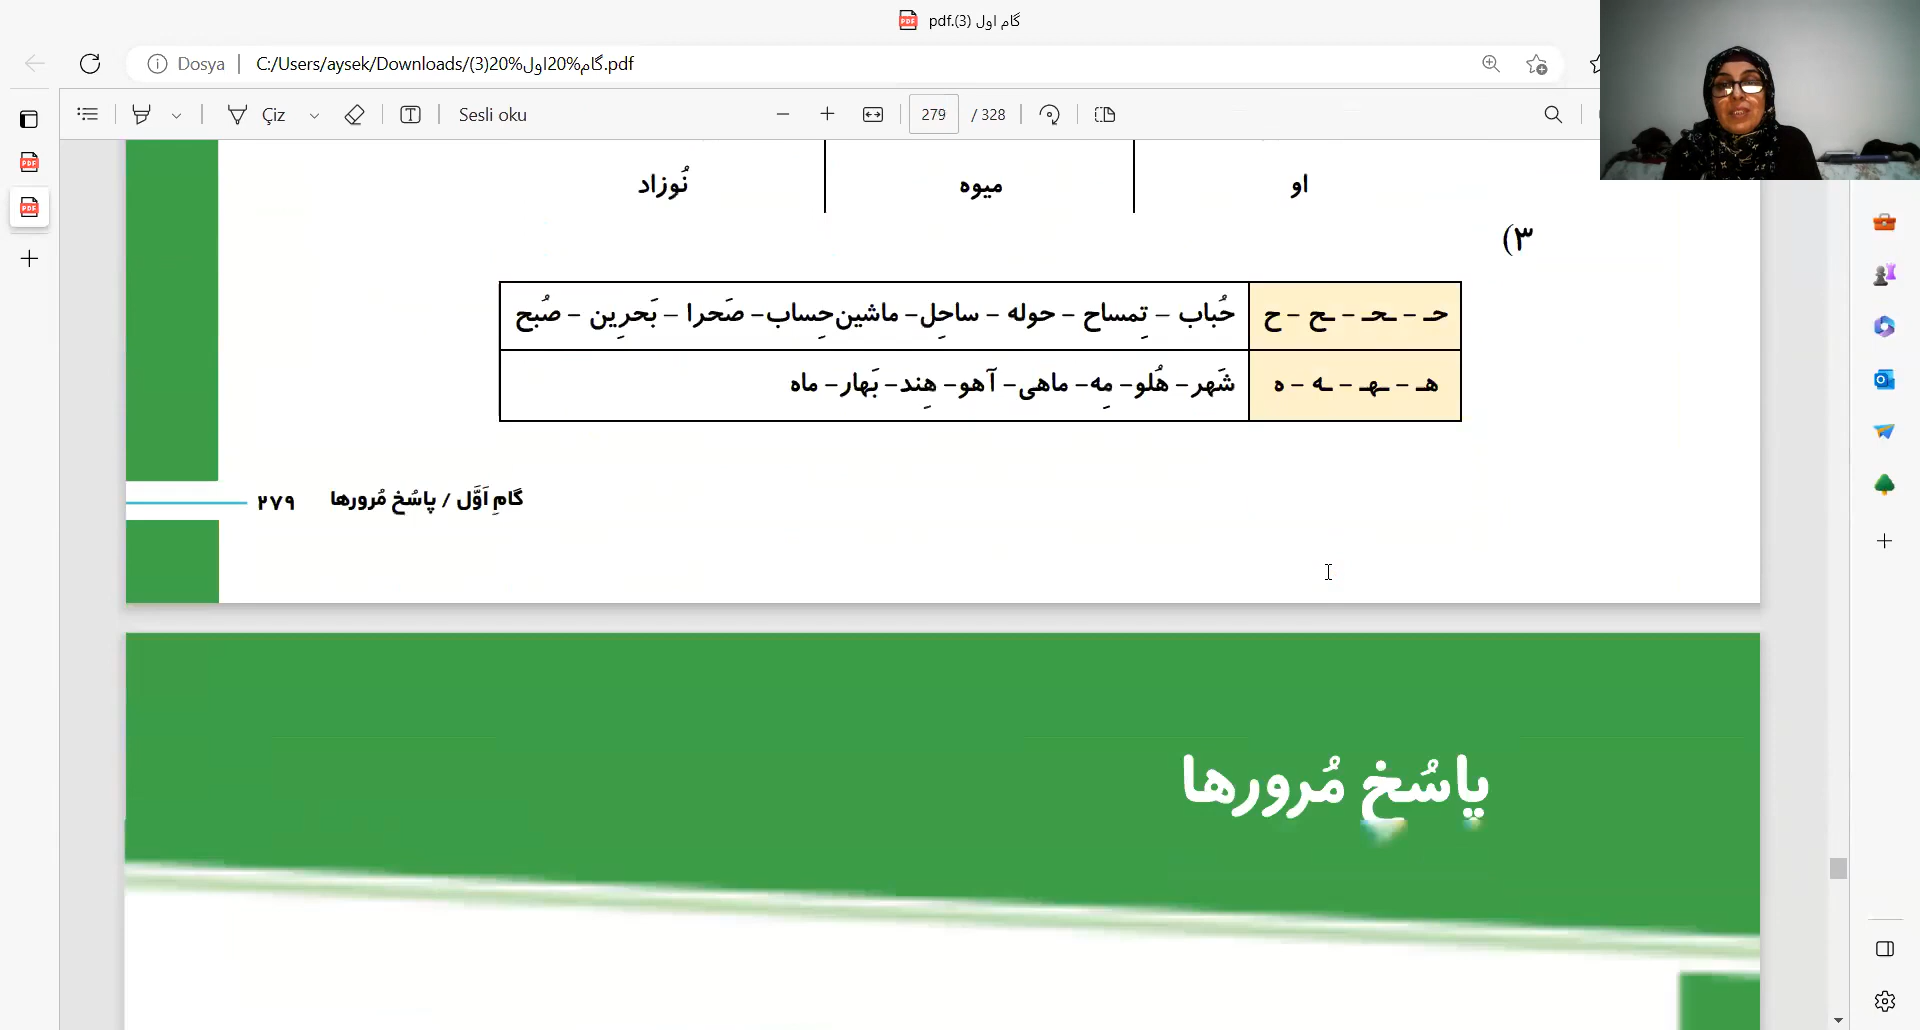 گام اول (3).pdf
Dosya | C:/Users/aysek/Downloads/گام%20اول%20(3).pdf
Çiz
Sesli oku
279 / 328
او میوه نُوزاد
۳)
حـ – ـحـ – ـح – ح
حُباب – تِمساح – حوله – ساحِل– ماشین‌حِساب– صَحرا – بَحرِین – صُبح
هـ – ـهـ – ـه – ه
شَهر– هُلو– مِه– ماهی– آهو– هِند– بَهار– ماه
گامِ اَوَّل / پاسُخِ مُرورها ۲۷۹
پاسُخِ مُرورها